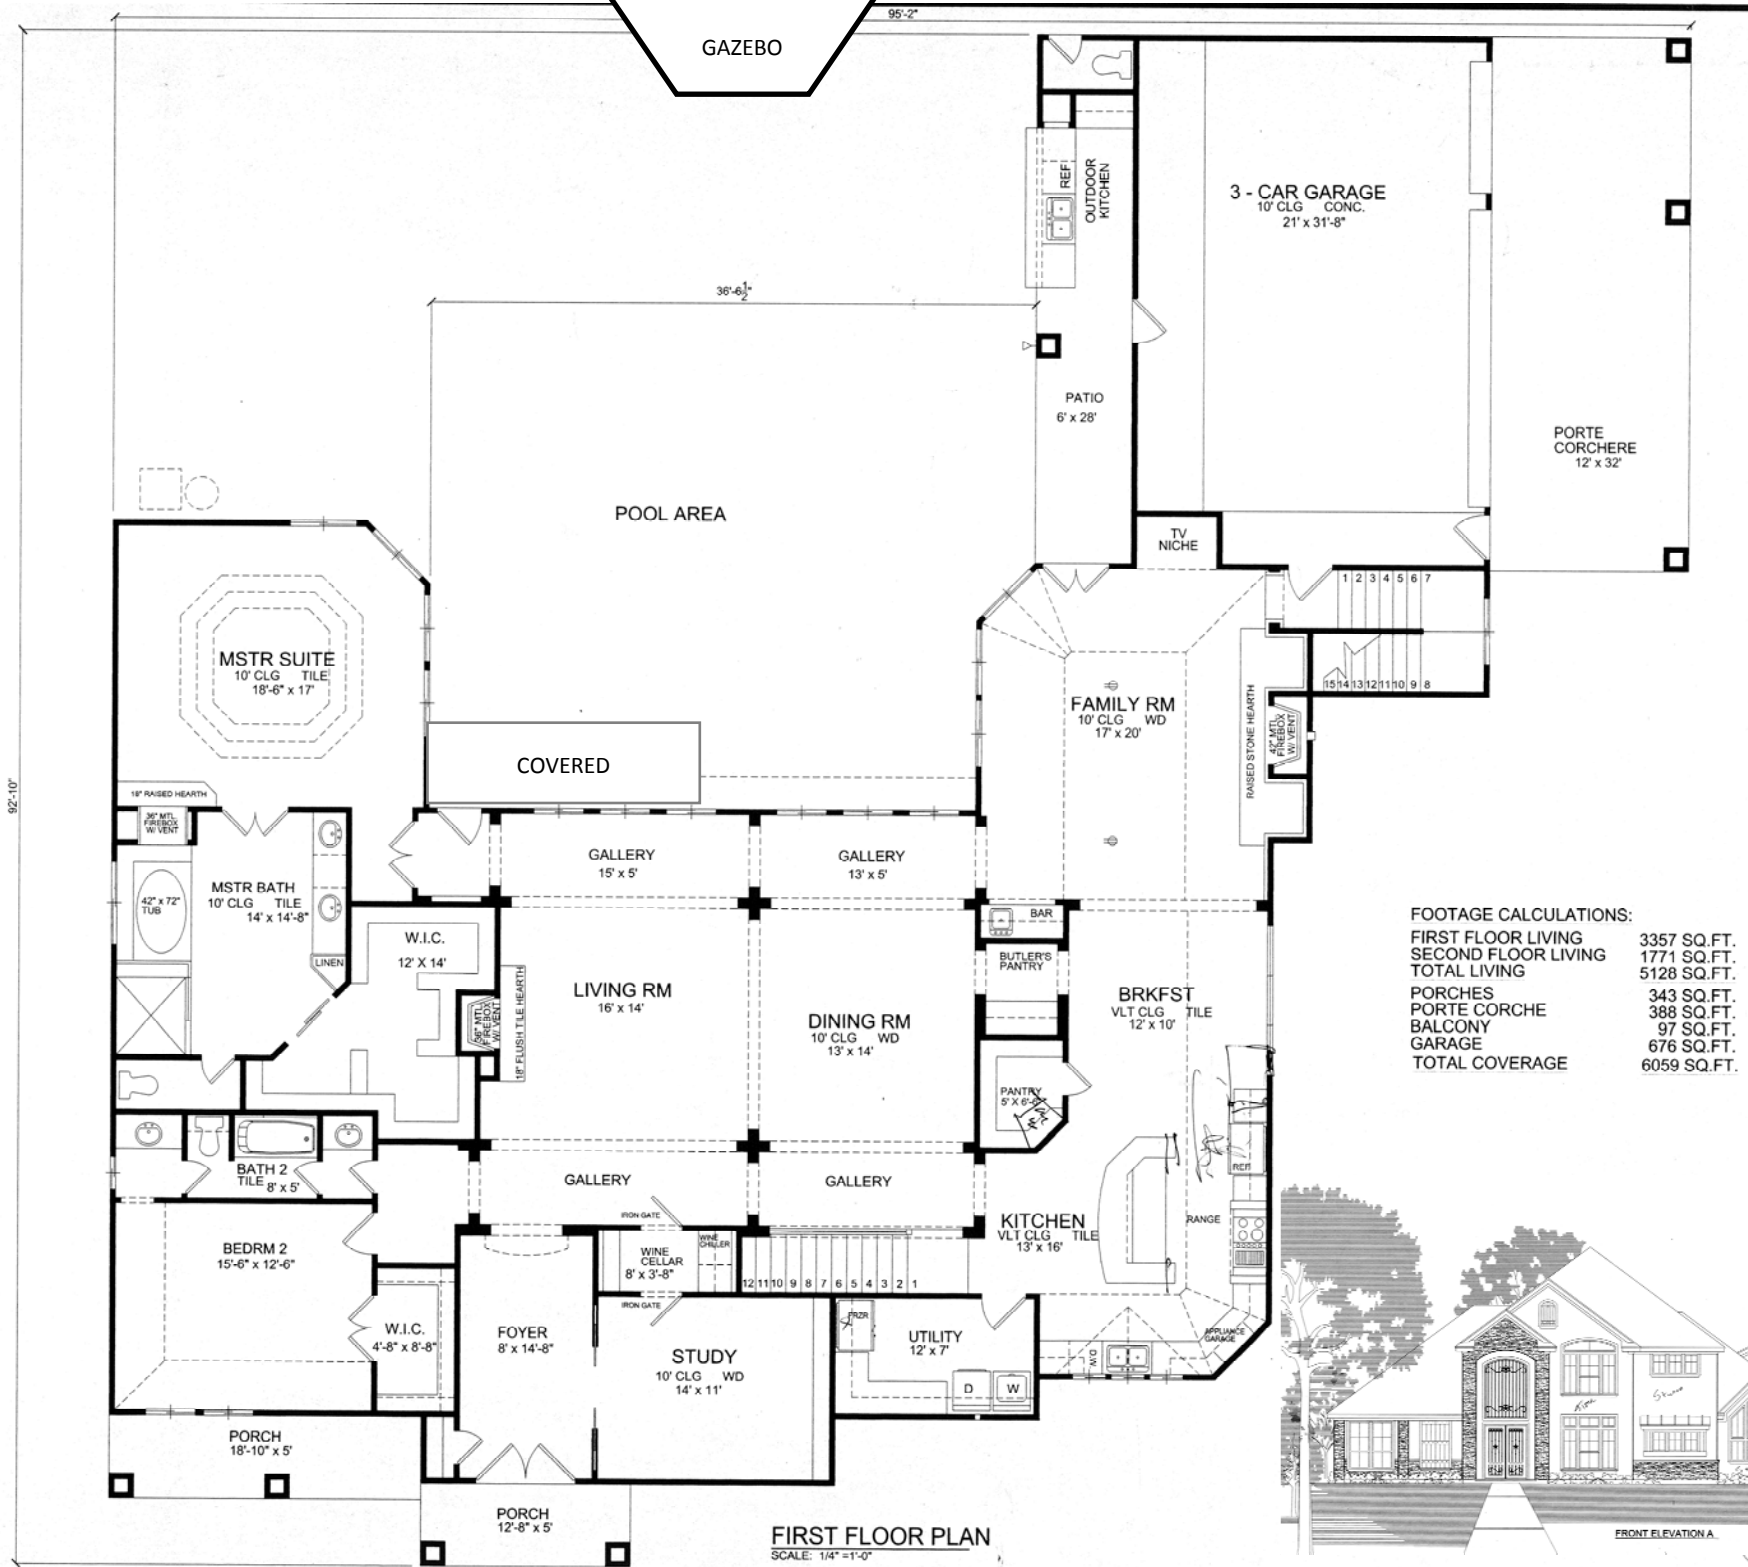 95'-2"
GAZEBO
REF
OUTDOOR
KITCHEN
3 - CAR GARAGE
10' CLG CONC.
21' x 31'-8"
36'-6 1/2"
PATIO
6' x 28'
PORTE
CORCHERE
12' x 32'
POOL AREA
TV
NICHE
1 2 3 4 5 6 7
15 14 13 12 11 10 9 8
MSTR SUITE
10' CLG TILE
18'-6" x 17'
FAMILY RM
10' CLG WD
17' x 20'
RAISED STONE HEARTH
42" MTL
FIREBOX
W/ VENT
COVERED
92'-10"
18" RAISED HEARTH
36" MTL.
FIREBOX
W/ VENT
GALLERY
15' x 5'
GALLERY
13' x 5'
MSTR BATH
10' CLG TILE
14' x 14'-8"
42" x 72"
TUB
LINEN
W.I.C.
12' X 14'
BAR
BUTLER'S
PANTRY
FOOTAGE CALCULATIONS:
FIRST FLOOR LIVING 3357 SQ.FT.
SECOND FLOOR LIVING 1771 SQ.FT.
TOTAL LIVING 5128 SQ.FT.
PORCHES 343 SQ.FT.
PORTE CORCHE 388 SQ.FT.
BALCONY 97 SQ.FT.
GARAGE 676 SQ.FT.
TOTAL COVERAGE 6059 SQ.FT.
LIVING RM
16' x 14'
36" MTL
FIREBOX
W/ VENT
18" FLUSH TILE HEARTH
DINING RM
10' CLG WD
13' x 14'
BRKFST
VLT CLG TILE
12' x 10'
PANTRY
5' X 6'-6"
BATH 2
TILE 8' x 5'
GALLERY
GALLERY
IRON GATE
REF
RANGE
KITCHEN
VLT CLG TILE
13' x 16'
BEDRM 2
15'-6" x 12'-6"
WINE
CELLAR
8' x 3'-8"
WINE
CHILLER
12 11 10 9 8 7 6 5 4 3 2 1
IRON GATE
W.I.C.
4'-8" x 8'-8"
FOYER
8' x 14'-8"
STUDY
10' CLG WD
14' x 11'
FRZR
UTILITY
12' x 7'
D
W
D.W.
APPLIANCE
GARAGE
PORCH
18'-10" x 5'
PORCH
12'-8" x 5'
FIRST FLOOR PLAN
SCALE: 1/4" =1'-0"
FRONT ELEVATION A